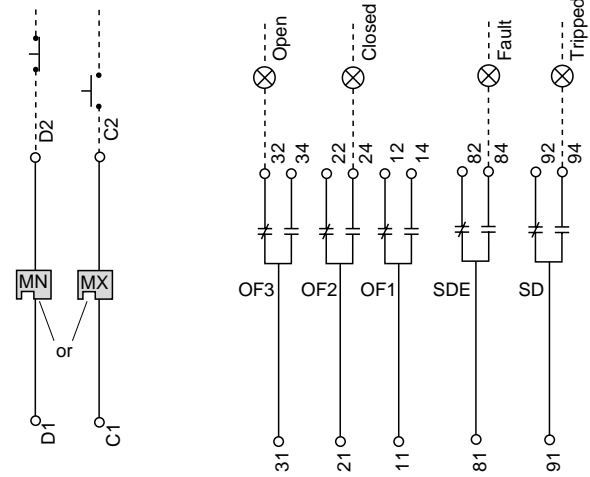 Open
Closed
Fault
Tripped
D2
C2
32
34
22
24
12
14
82
84
92
94
MN
MX
or
OF3
OF2
OF1
SDE
SD
D1
C1
31
21
11
81
91